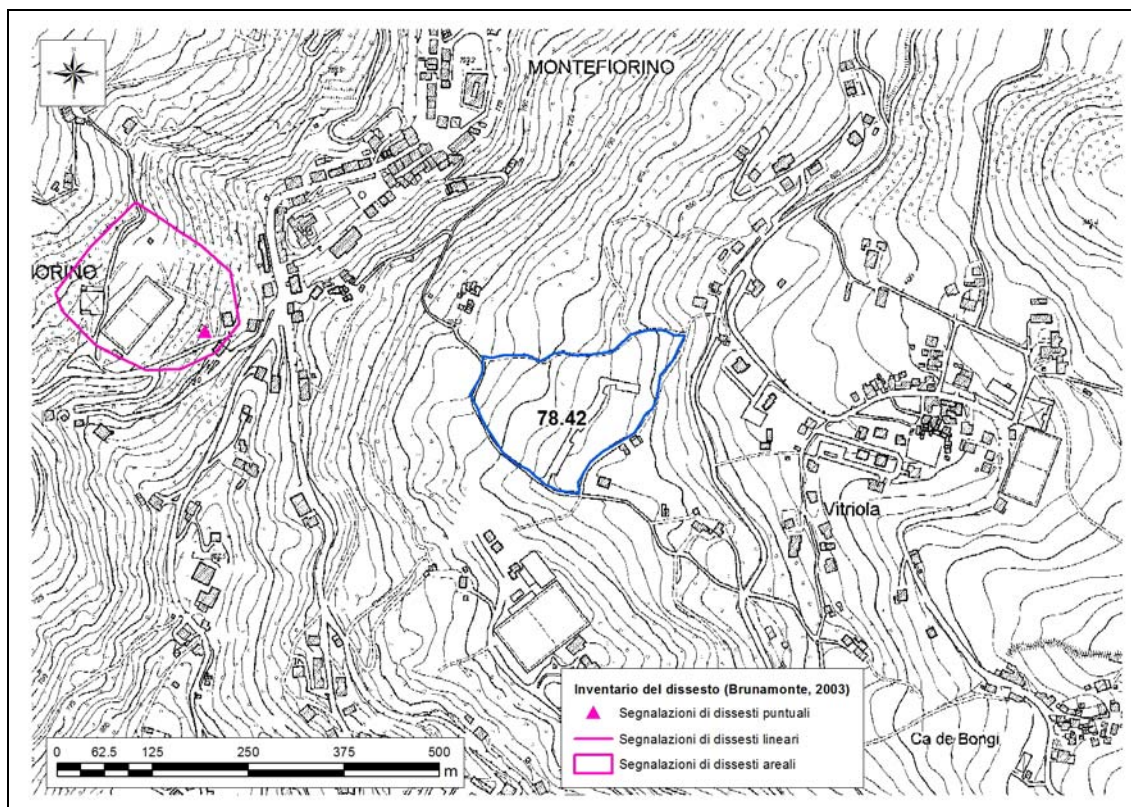 MONTEFIORINO
IORINO
78.42
Vitriola
Ca de Bongi
Inventario del dissesto (Brunamonte, 2003)
Segnalazioni di dissesti puntuali
Segnalazioni di dissesti lineari
Segnalazioni di dissesti areali
0 62.5 125 250 375 500
m